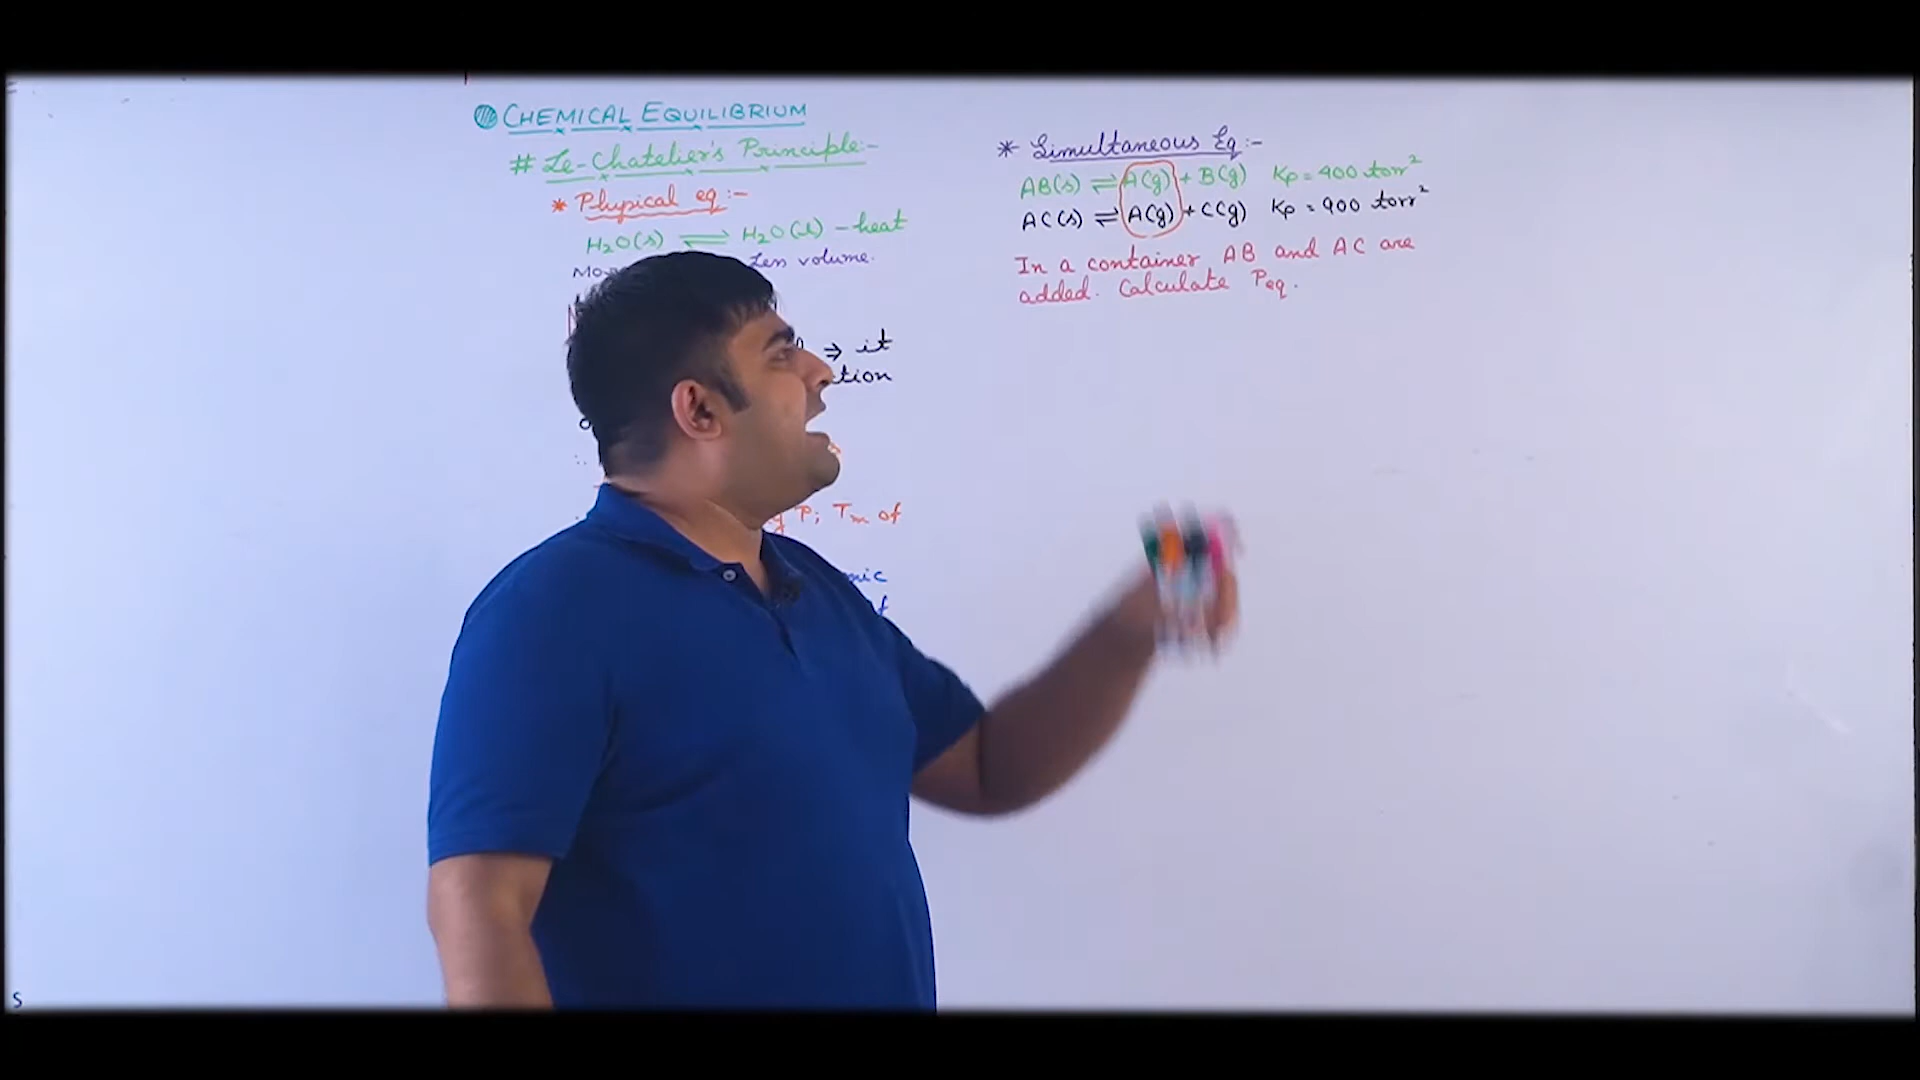 CHEMICAL EQUILIBRIUM
# Le-Chatelier's Principle:-
* Physical eq:-
H₂O(s) ⇌ H₂O(l) - heat
Less volume.
⇒ it
P; Tm of
* Simultaneous Eq:-
AB(s) ⇌ A(g) + B(g) Kp = 400 torr²
AC(s) ⇌ A(g) + C(g) Kp = 900 torr²
In a container AB and AC are
added. Calculate Peq.
S